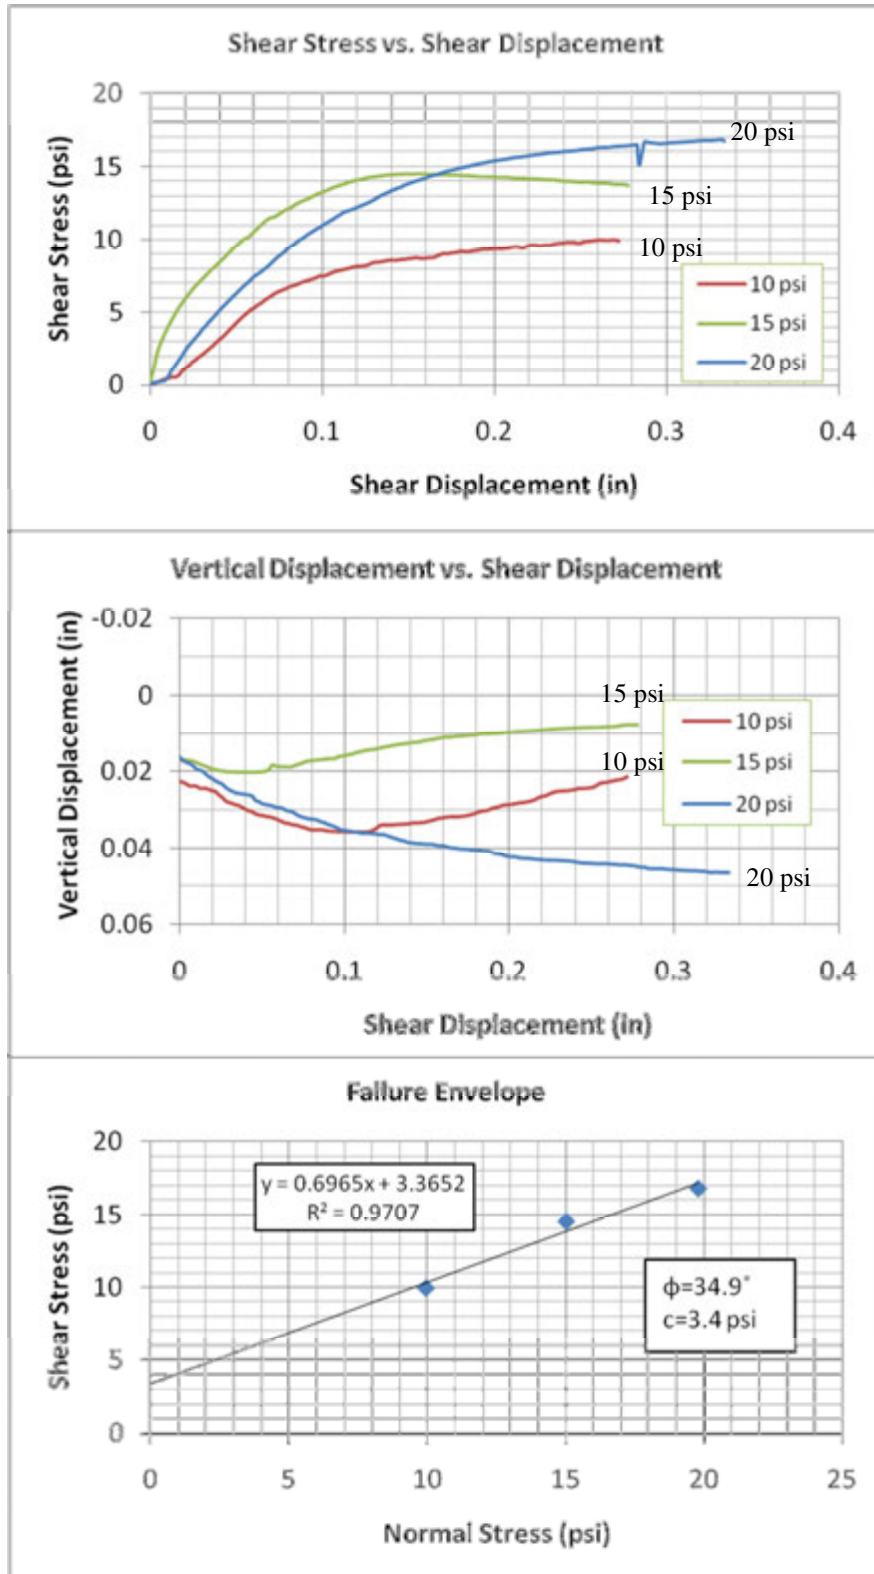 Shear Stress vs. Shear Displacement
20
15
10
5
0
Shear Stress (psi)
20 psi
15 psi
10 psi
10 psi
15 psi
20 psi
0 0.1 0.2 0.3 0.4
Shear Displacement (in)
Vertical Displacement vs. Shear Displacement
-0.02
0
0.02
0.04
0.06
Vertical Displacement (in)
15 psi
10 psi
20 psi
10 psi
15 psi
20 psi
0 0.1 0.2 0.3 0.4
Shear Displacement (in)
Failure Envelope
20
15
10
5
0
Shear Stress (psi)
y = 0.6965x + 3.3652
R² = 0.9707
ϕ=34.9˚
c=3.4 psi
0 5 10 15 20 25
Normal Stress (psi)